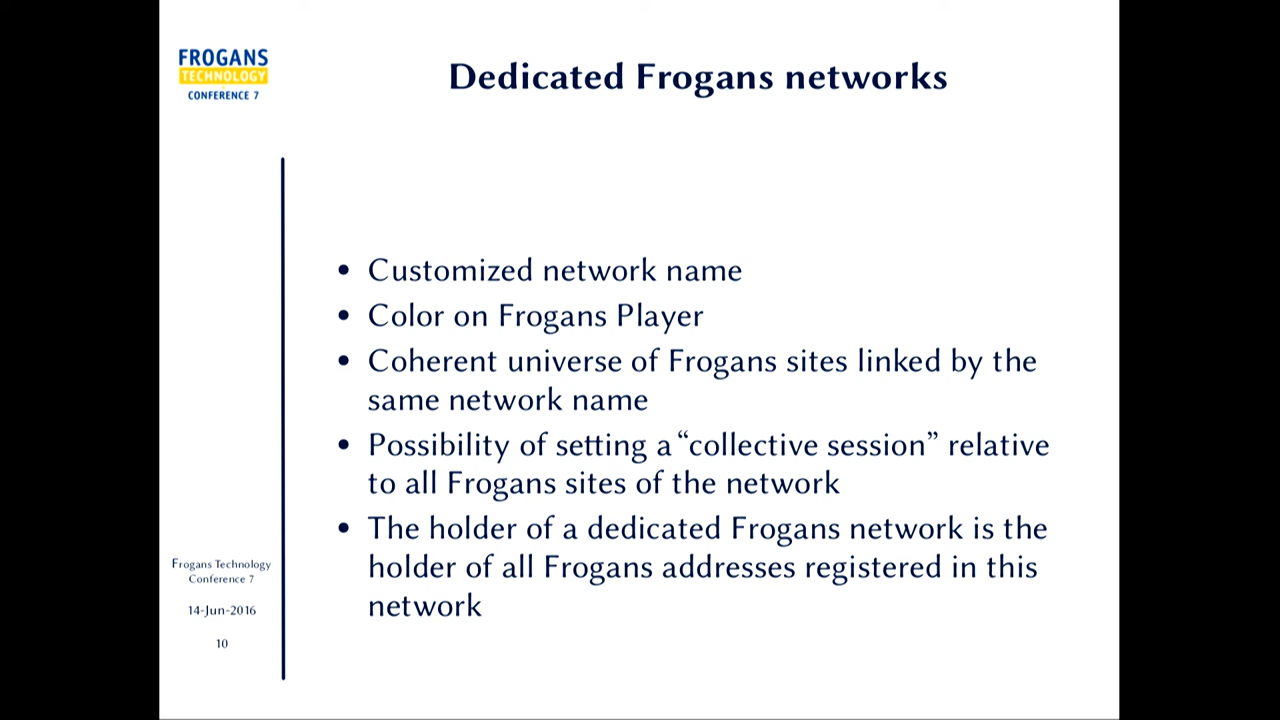 FROGANS
TECHNOLOGY
CONFERENCE 7
Dedicated Frogans networks
• Customized network name
• Color on Frogans Player
• Coherent universe of Frogans sites linked by the
same network name
• Possibility of setting a “collective session” relative
to all Frogans sites of the network
• The holder of a dedicated Frogans network is the
holder of all Frogans addresses registered in this
network
Frogans Technology
Conference 7
14-Jun-2016
10